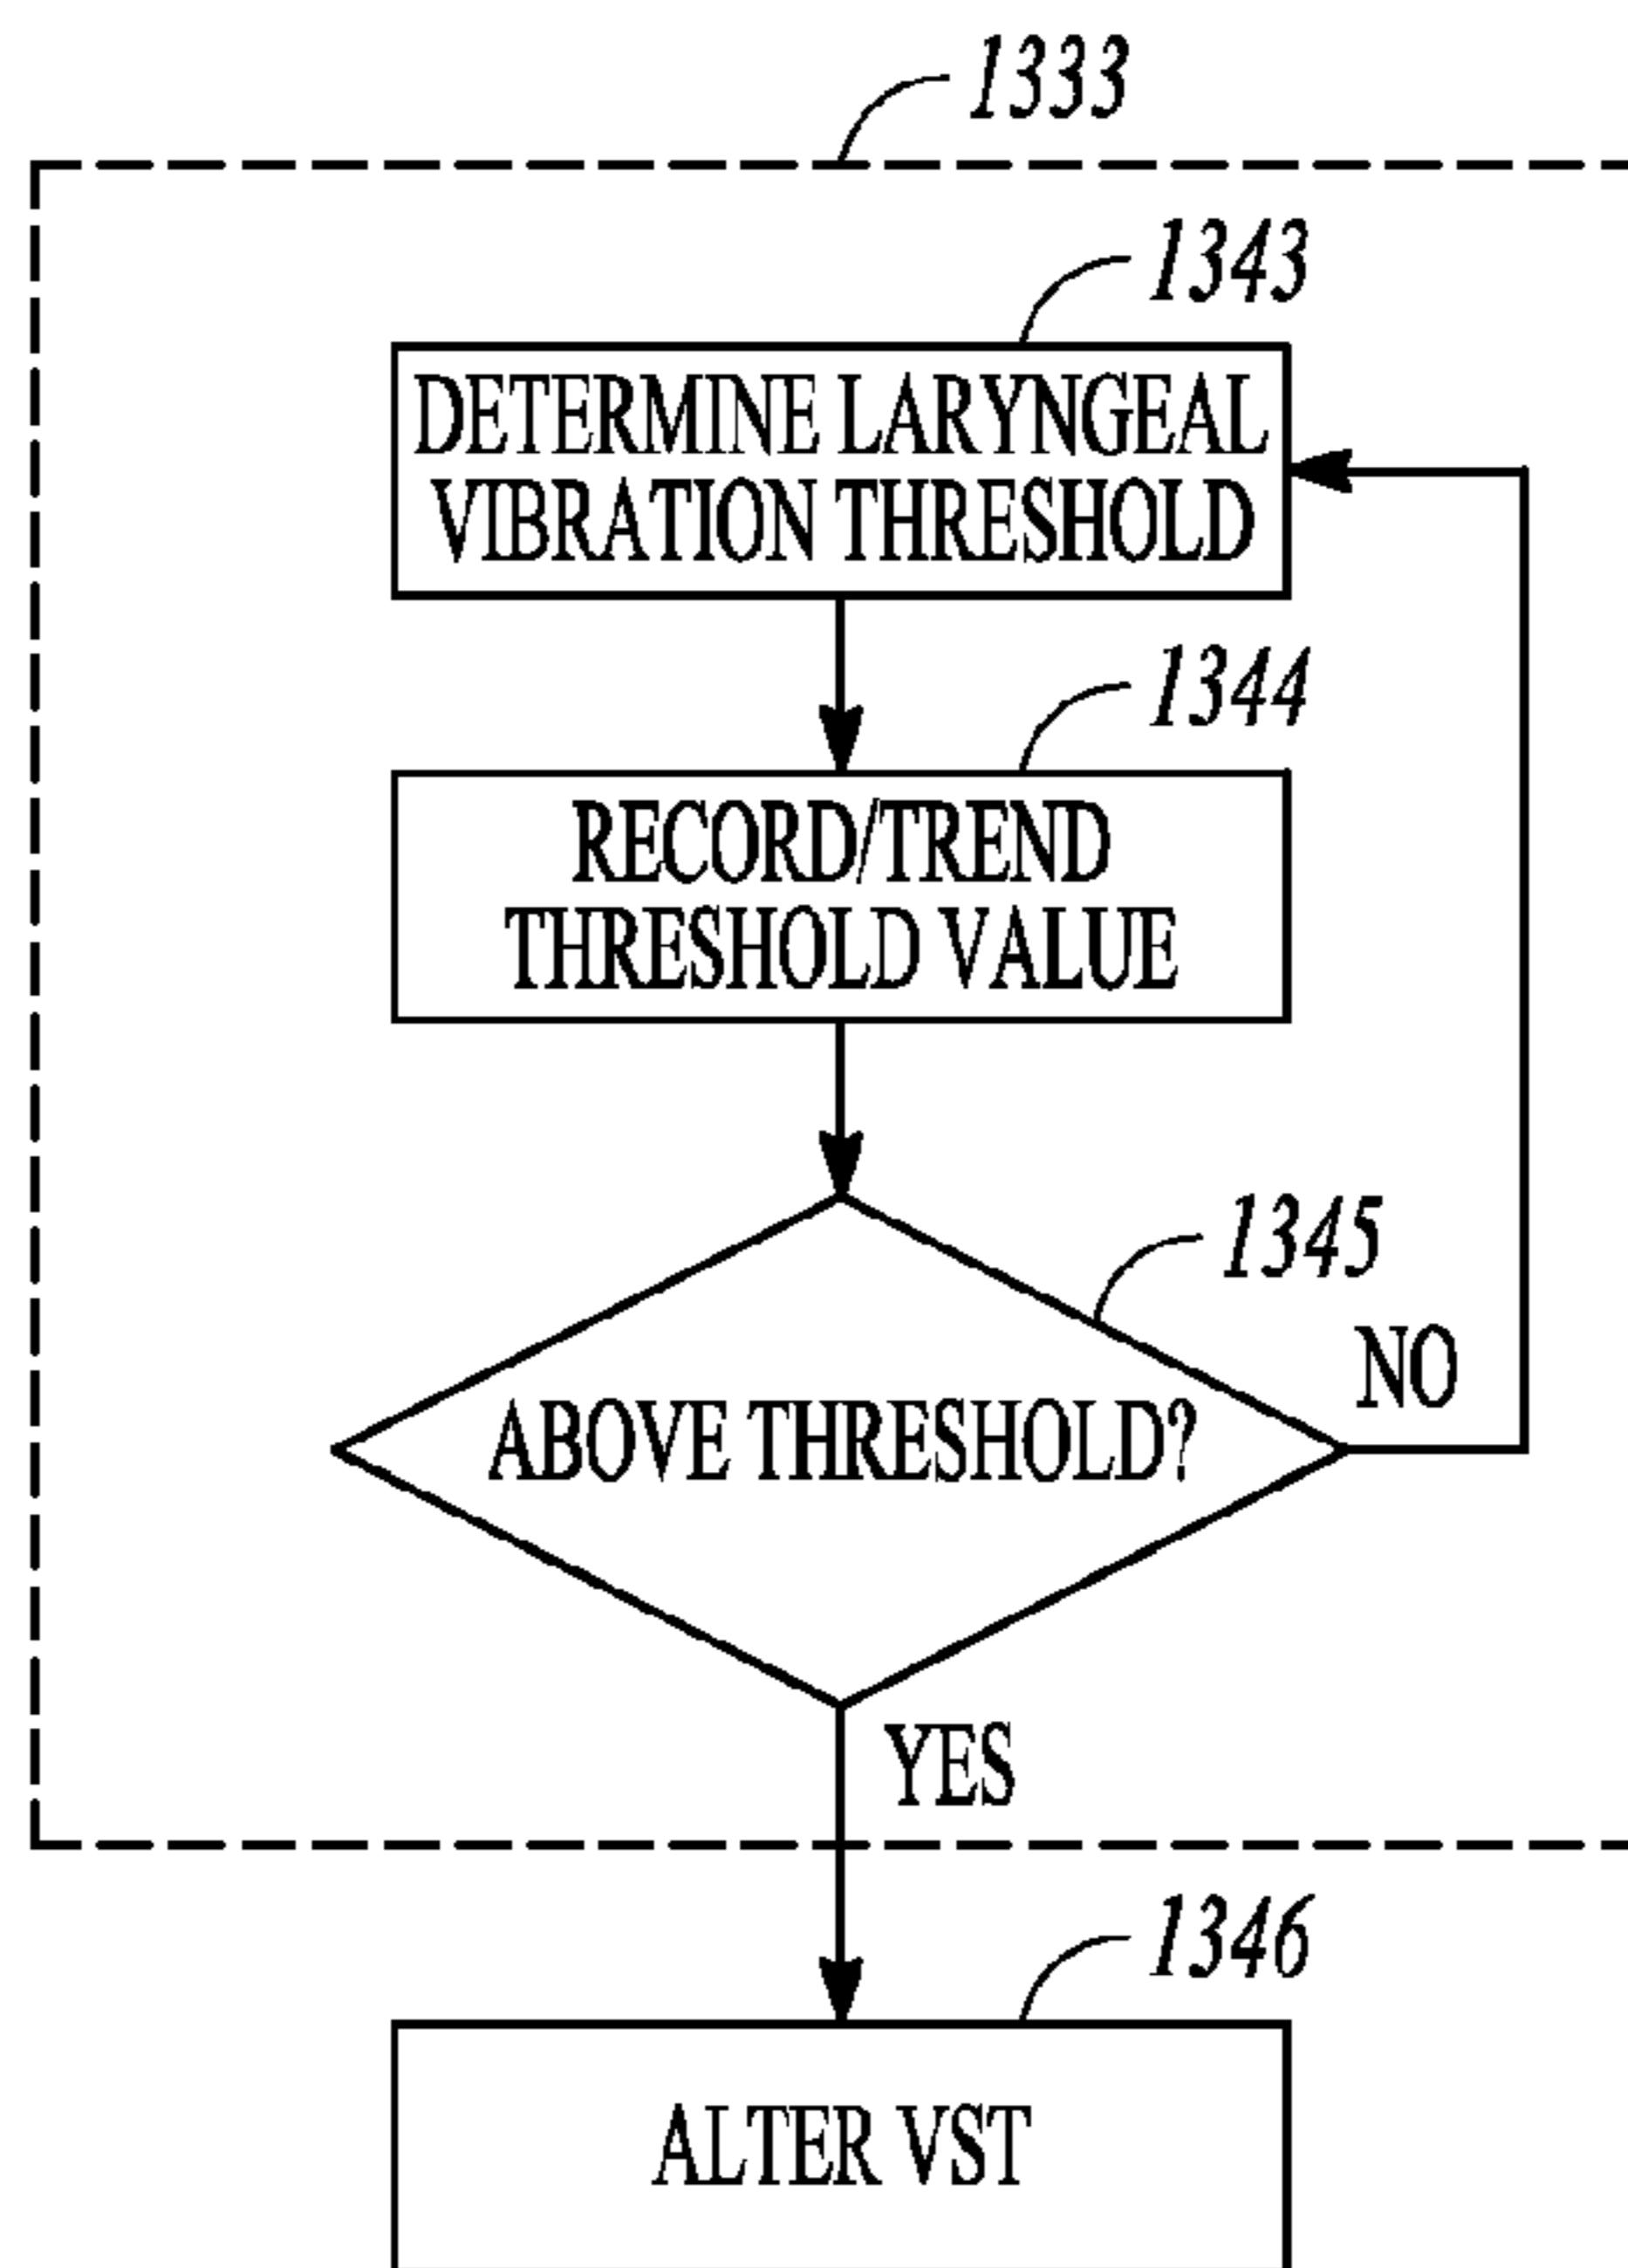 1333
1343
DETERMINE LARYNGEAL
VIBRATION THRESHOLD
1344
RECORD/TREND
THRESHOLD VALUE
1345
NO
ABOVE THRESHOLD?
YES
1346
ALTER VST